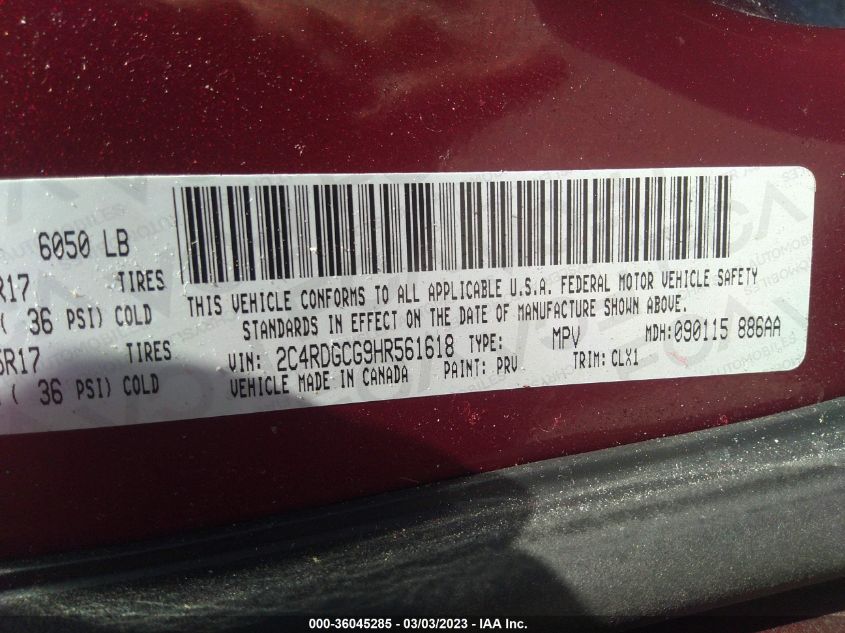 6050 LB
R17 TIRES
( 36 PSI) COLD
R17 TIRES
( 36 PSI) COLD
THIS VEHICLE CONFORMS TO ALL APPLICABLE U.S.A. FEDERAL MOTOR VEHICLE SAFETY
STANDARDS IN EFFECT ON THE DATE OF MANUFACTURE SHOWN ABOVE.
VIN: 2C4RDGCG9HR561618 TYPE: MPV MDH:090115 886AA
VEHICLE MADE IN CANADA PAINT: PRV TRIM: CLX1
000-36045285 - 03/03/2023 - IAA Inc.